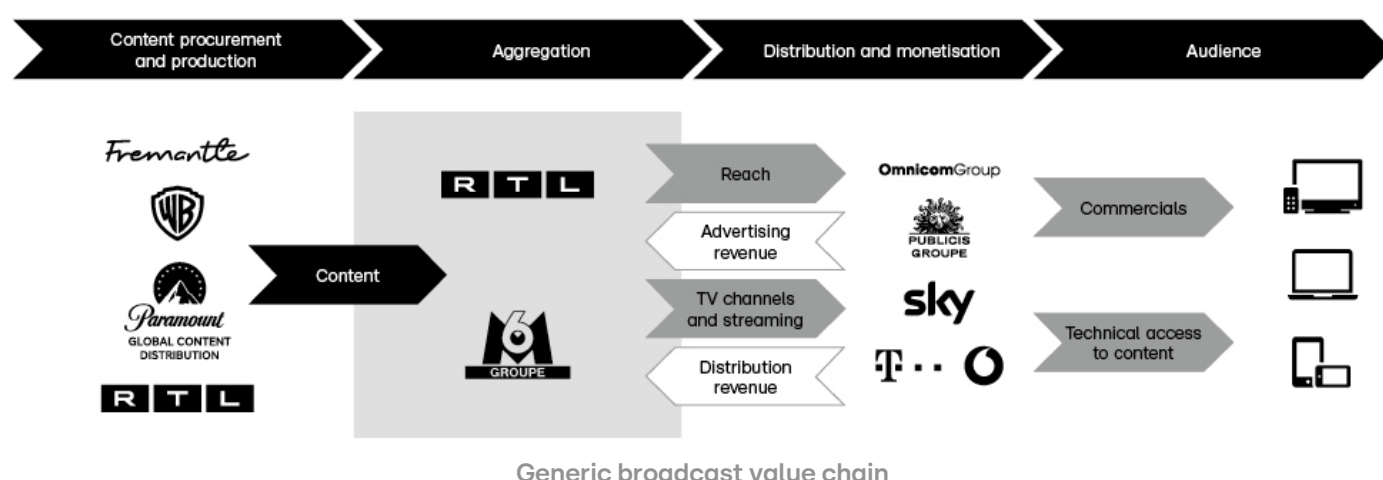 Content procurement
and production
Aggregation
Distribution and monetisation
Audience
Fremantle
WB
Paramount
GLOBAL CONTENT
DISTRIBUTION
RTL
Content
RTL
M6
GROUPE
Reach
Advertising
revenue
TV channels
and streaming
Distribution
revenue
OmnicomGroup
PUBLICIS
GROUPE
sky
T
Commercials
Technical access
to content
Generic broadcast value chain